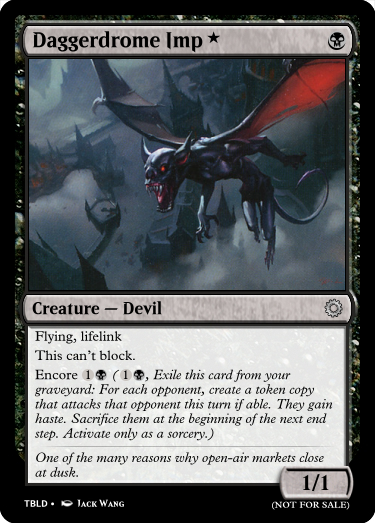 Daggerdrome Imp★
Creature — Devil
Flying, lifelink
This can't block.
Encore 1 ( 1 , Exile this card from your
graveyard: For each opponent, create a token copy
that attacks that opponent this turn if able. They gain
haste. Sacrifice them at the beginning of the next end
step. Activate only as a sorcery.)
One of the many reasons why open-air markets close
at dusk.
1/1
TBLD • Jack Wang
(NOT FOR SALE)